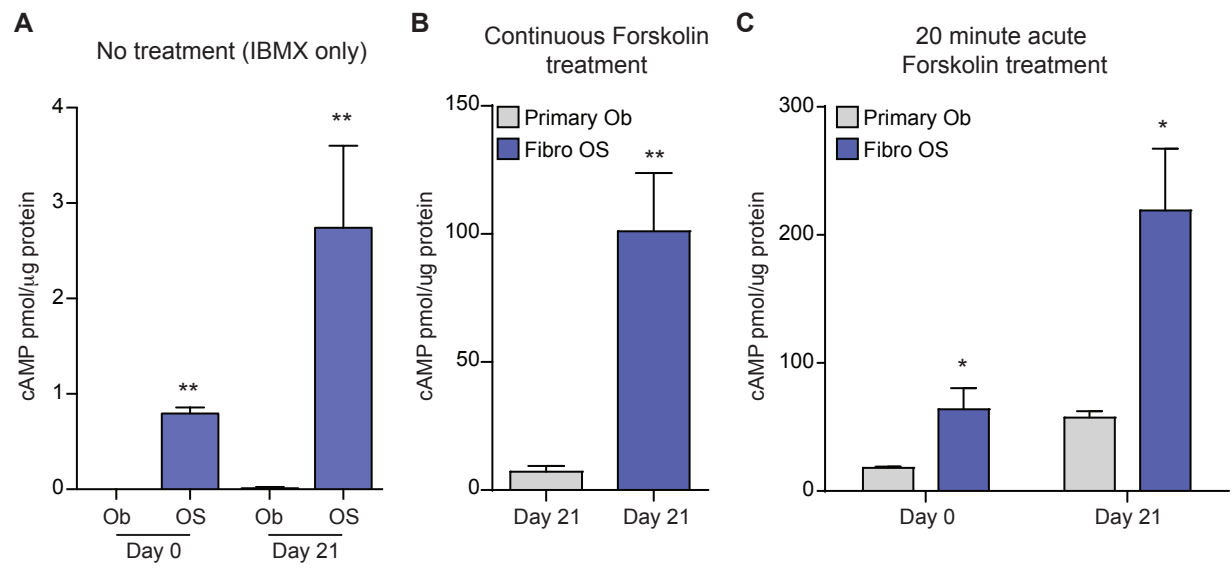 A
No treatment (IBMX only)
cAMP pmol/µg protein
4
3
2
1
0
**
**
Ob
OS
Ob
OS
Day 0
Day 21
B
Continuous Forskolin
treatment
cAMP pmol/ug protein
150
100
50
0
Primary Ob
Fibro OS
**
Day 21
Day 21
C
20 minute acute
Forskolin treatment
cAMP pmol/ug protein
300
200
100
0
Primary Ob
Fibro OS
*
*
Day 0
Day 21